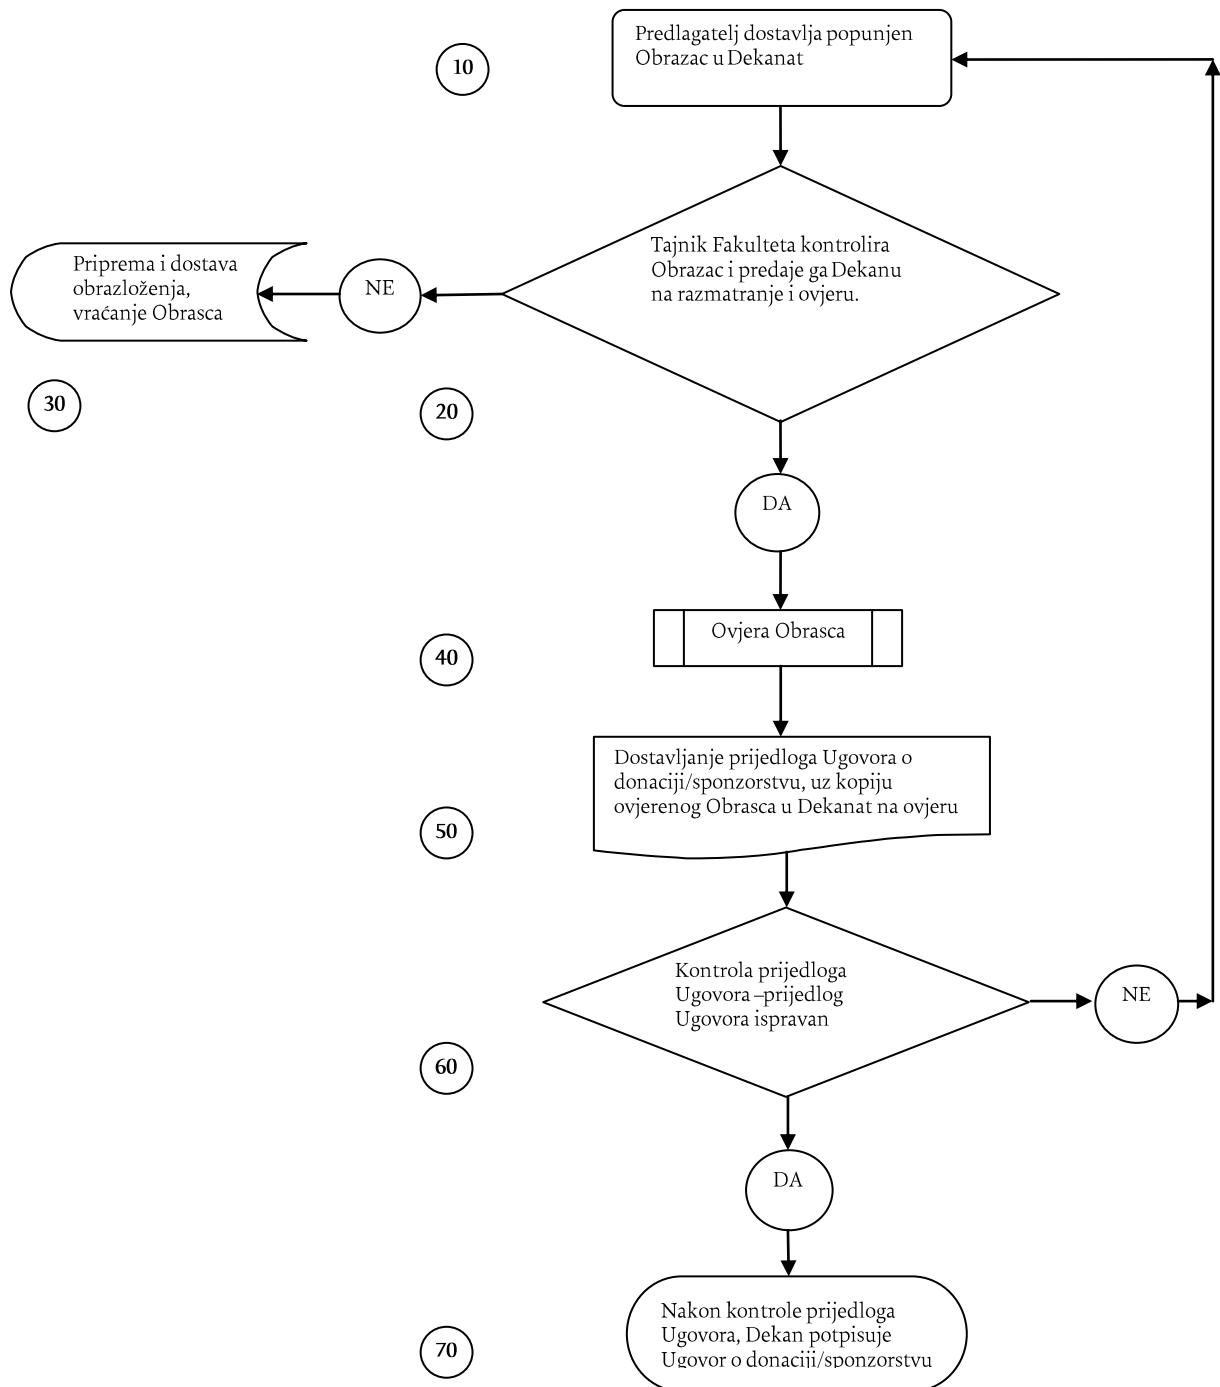 Predlagatelj dostavlja popunjen
Obrazac u Dekanat
10
Tajnik Fakulteta kontrolira
Obrazac i predaje ga Dekanu
na razmatranje i ovjeru.
NE
Priprema i dostava
obrazloženja,
vraćanje Obrasca
30
20
DA
Ovjera Obrasca
40
Dostavljanje prijedloga Ugovora o
donaciji/sponzorstvu, uz kopiju
ovjerenog Obrasca u Dekanat na ovjeru
50
Kontrola prijedloga
Ugovora –prijedlog
Ugovora ispravan
NE
60
DA
Nakon kontrole prijedloga
Ugovora, Dekan potpisuje
Ugovor o donaciji/sponzorstvu
70